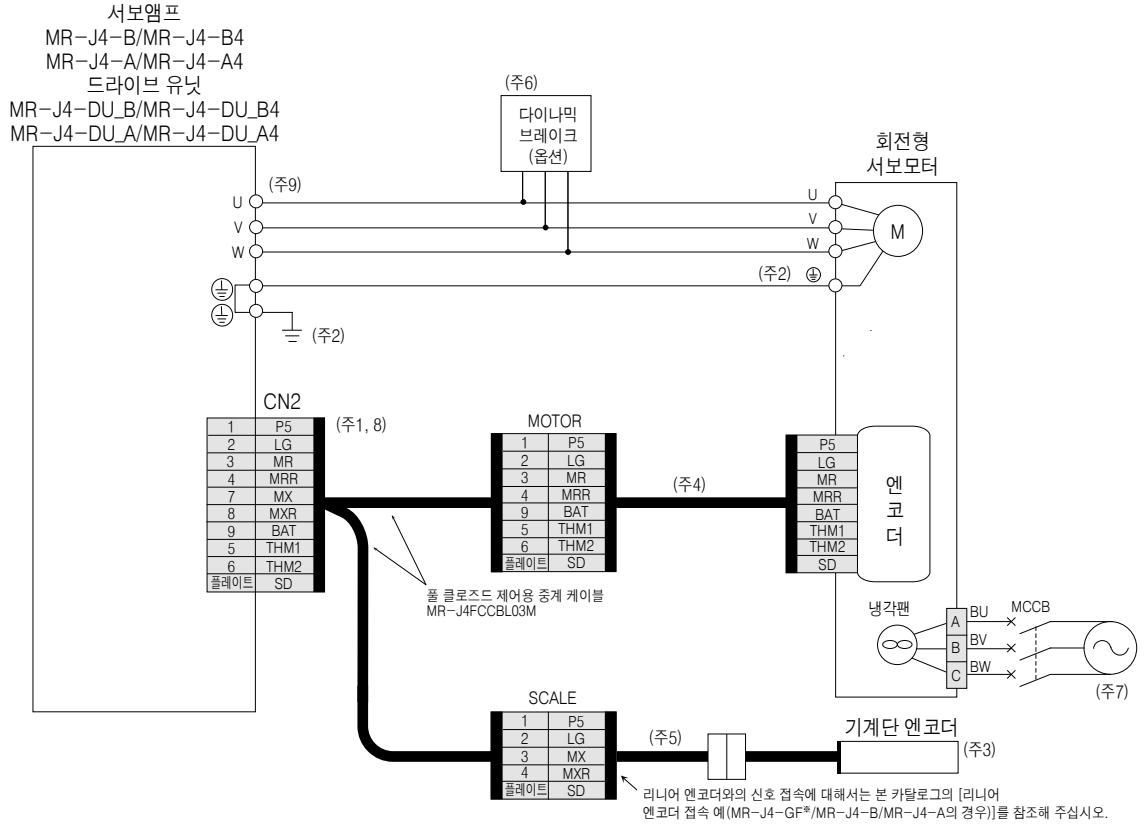 서보앰프
MR-J4-B/MR-J4-B4
MR-J4-A/MR-J4-A4
드라이브 유닛
MR-J4-DU_B/MR-J4-DU_B4
MR-J4-DU_A/MR-J4-DU_A4
(주6)
다이나믹
브레이크
(옵션)
회전형
서보모터
U
(주9)
U
V
V
W
W
M
(주2)
(주2)
CN2
(주1, 8)
1 P5
2 LG
3 MR
4 MRR
7 MX
8 MXR
9 BAT
5 THM1
6 THM2
플레이트 SD
MOTOR
1 P5
2 LG
3 MR
4 MRR
9 BAT
5 THM1
6 THM2
플레이트 SD
(주4)
P5
LG
MR
MRR
BAT
THM1
THM2
SD
엔
코
더
풀 클로즈드 제어용 중계 케이블
MR-J4FCCBL03M
냉각팬
A BU
B BV
C BW
MCCB
(주7)
SCALE
1 P5
2 LG
3 MX
4 MXR
플레이트 SD
(주5)
기계단 엔코더
(주3)
리니어 엔코더와의 신호 접속에 대해서는 본 카탈로그의 [리니어
엔코더 접속 예(MR-J4-GF*/MR-J4-B/MR-J4-A의 경우)]를 참조해 주십시오.